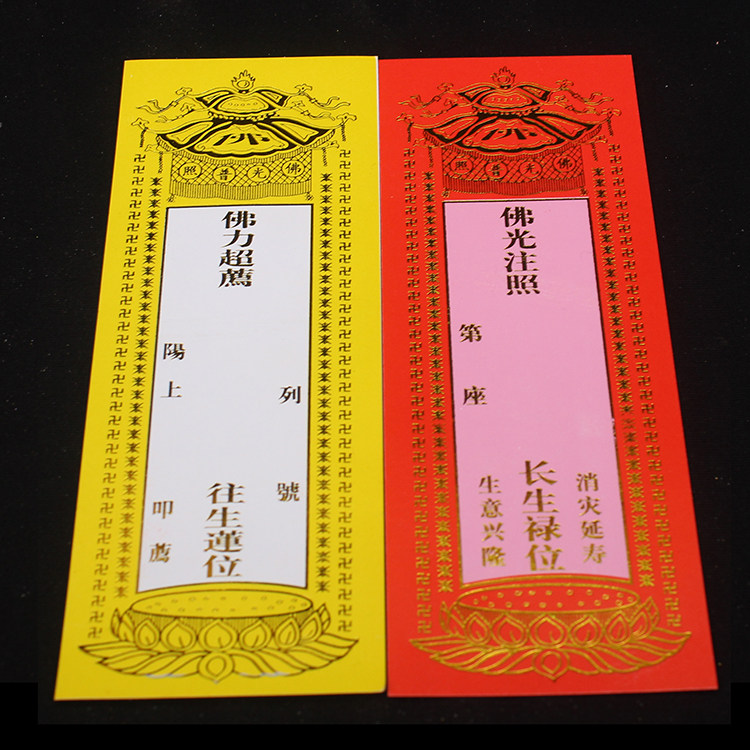 佛光普照
列號
佛力超薦
往生蓮位
陽上叩薦
佛光普照
消灾延寿
佛光注照
长生禄位
第座
生意兴隆